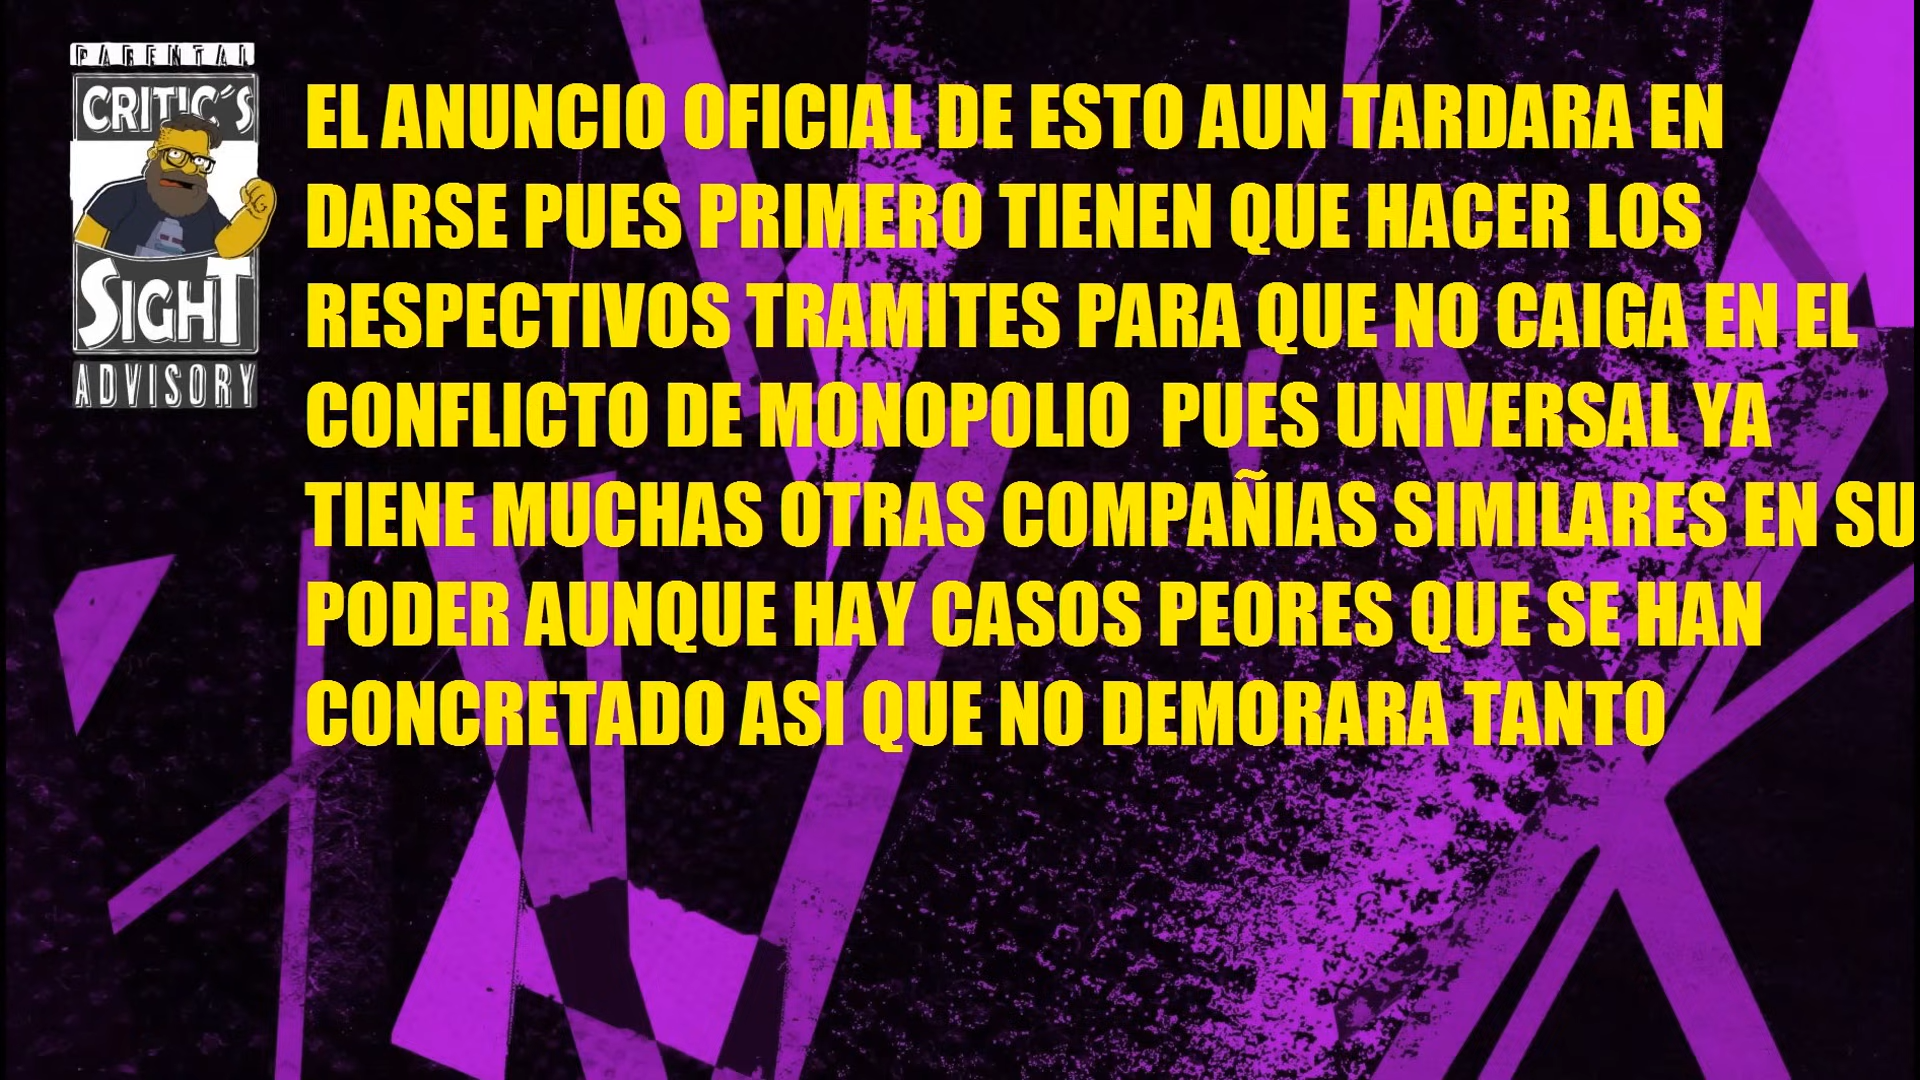 PARENTAL
CRITIC´S
SIGHT
ADVISORY
EL ANUNCIO OFICIAL DE ESTO AUN TARDARA EN
DARSE PUES PRIMERO TIENEN QUE HACER LOS
RESPECTIVOS TRAMITES PARA QUE NO CAIGA EN EL
CONFLICTO DE MONOPOLIO  PUES UNIVERSAL YA
TIENE MUCHAS OTRAS COMPAÑIAS SIMILARES EN SU
PODER AUNQUE HAY CASOS PEORES QUE SE HAN
CONCRETADO ASI QUE NO DEMORARA TANTO